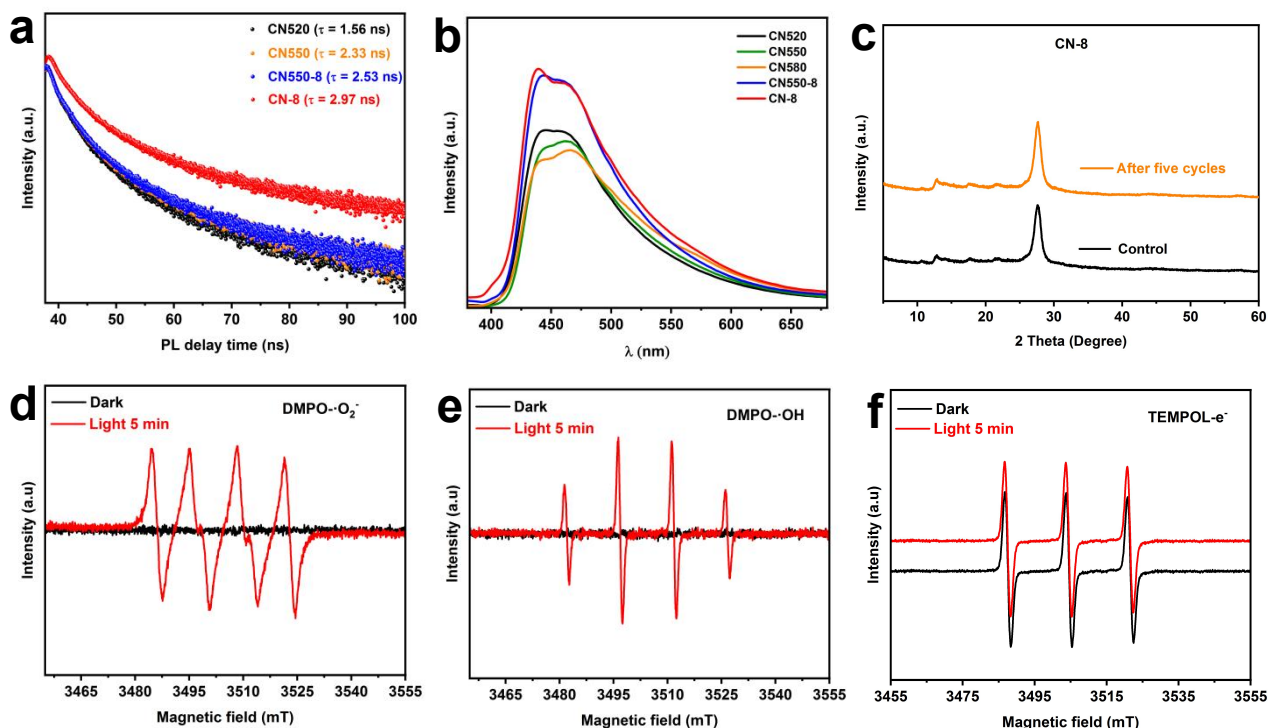 a
CN520 (τ = 1.56 ns)
CN550 (τ = 2.33 ns)
CN550-8 (τ = 2.53 ns)
CN-8 (τ = 2.97 ns)
Intensity (a.u.)
40 50 60 70 80 90 100
PL delay time (ns)
b
CN520
CN550
CN580
CN550-8
CN-8
Intensity (a.u.)
400 450 500 550 600 650
λ (nm)
c
CN-8
After five cycles
Control
Intensity (a.u.)
10 20 30 40 50 60
2 Theta (Degree)
d
Dark
Light 5 min
DMPO-·O₂⁻
Intensity (a.u)
3465 3495 3510 3525 3540 3555
Magnetic field (mT)
e
Dark
Light 5 min
DMPO-·OH
Intensity (a.u)
3465 3495 3510 3525 3540 3555
Magnetic field (mT)
f
Dark
Light 5 min
TEMPOL-e⁻
Intensity (a.u)
3455 3485 3495 3515 3535 3555
Magnetic field (mT)